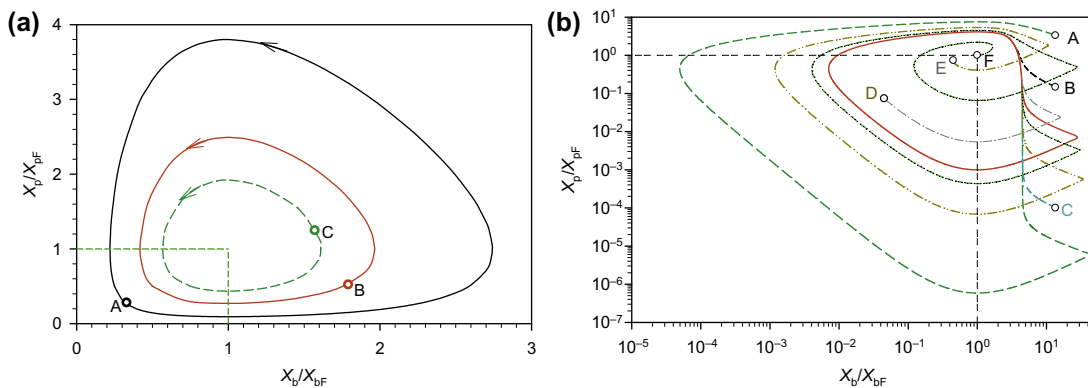 (a)
4
3
2
1
0
X_p/X_pF
A
B
C
0 1 2 3
X_b/X_bF
(b)
10^1
10^0
10^–1
10^–2
10^–3
10^–4
10^–5
10^–6
10^–7
X_p/X_pF
A
F
E
B
D
C
10^–5 10^–4 10^–3 10^–2 10^–1 10^0 10^1
X_b/X_bF